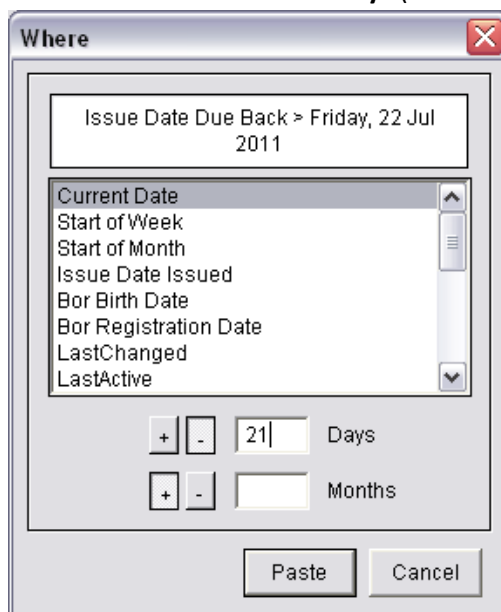 Where
Issue Date Due Back > Friday, 22 Jul
2011
Current Date
Start of Week
Start of Month
Issue Date Issued
Bor Birth Date
Bor Registration Date
LastChanged
LastActive
+ - 21 Days
+ - Months
Paste Cancel